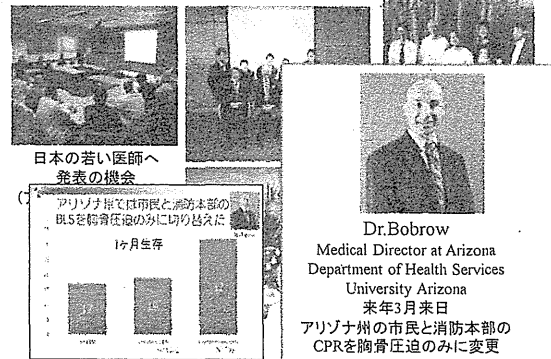 日本の若い医師へ
発表の機会
アリゾナ州では市民と消防本部の
BLSを胸骨圧迫のみに切り替えた
1ヶ月生存
Dr.Bobrow
Medical Director at Arizona
Department of Health Services
University Arizona
来年3月来日
アリゾナ州の市民と消防本部の
CPRを胸骨圧迫のみに変更